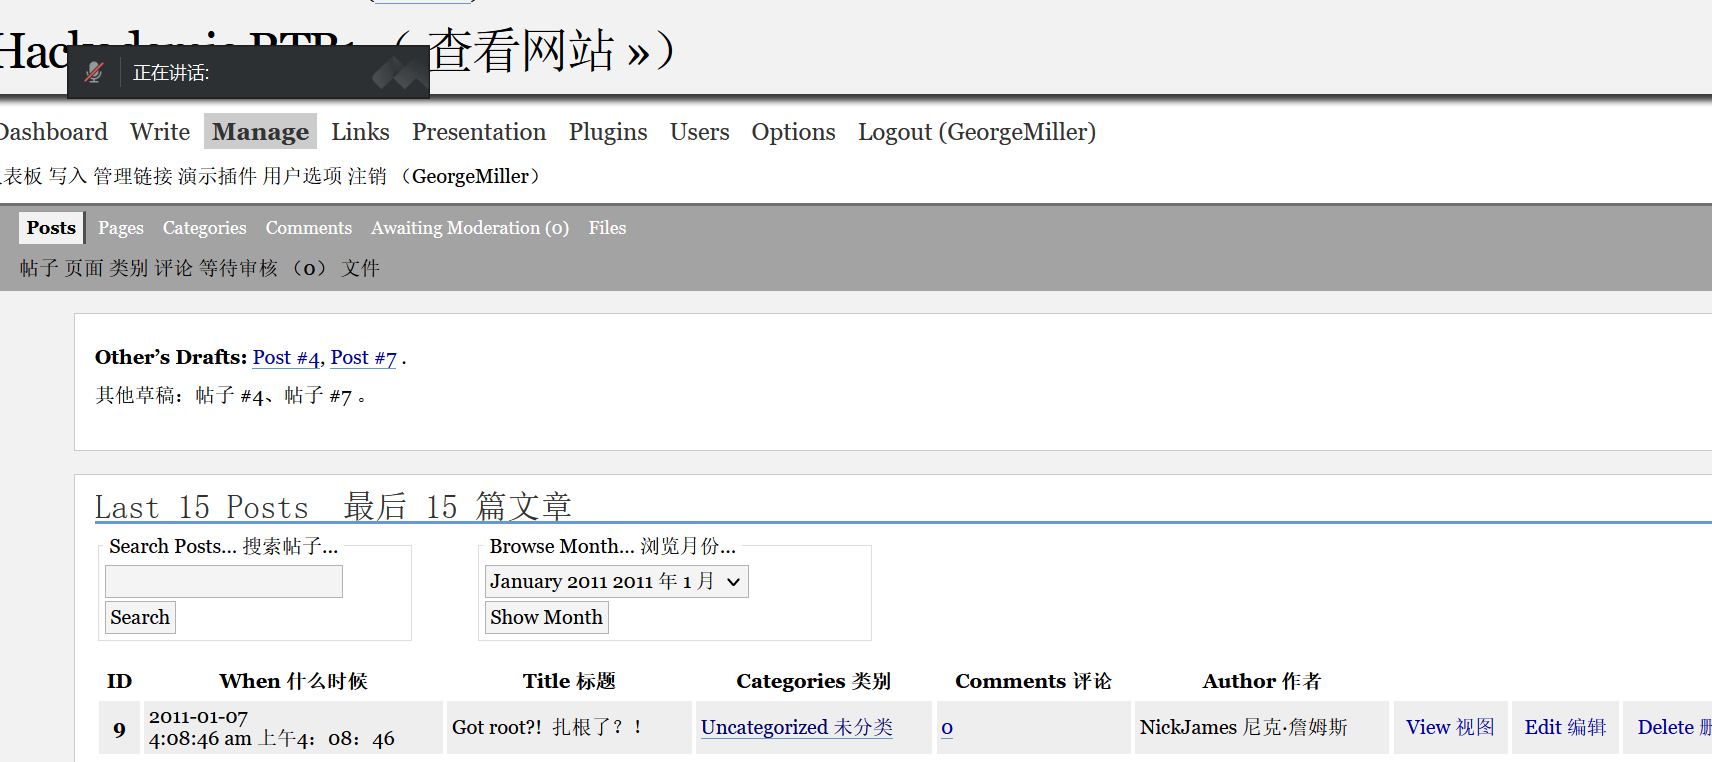 （ 查看网站 »）
正在讲话:
Dashboard Write Manage Links Presentation Plugins Users Options Logout (GeorgeMiller)
表板 写入 管理链接 演示插件 用户选项 注销 （GeorgeMiller）
Posts Pages Categories Comments Awaiting Moderation (0) Files
帖子 页面 类别 评论 等待审核 （0） 文件
Other’s Drafts: Post #4, Post #7 .
其他草稿：帖子 #4、帖子 #7 。
Last 15 Posts 最后 15 篇文章
Search Posts… 搜索帖子…
Browse Month… 浏览月份…
January 2011 2011 年 1 月
Search
Show Month
ID When 什么时候 Title 标题 Categories 类别 Comments 评论 Author 作者
9 2011-01-07 4:08:46 am 上午4：08：46 Got root?! 扎根了？！ Uncategorized 未分类 0 NickJames 尼克·詹姆斯 View 视图 Edit 编辑 Delete